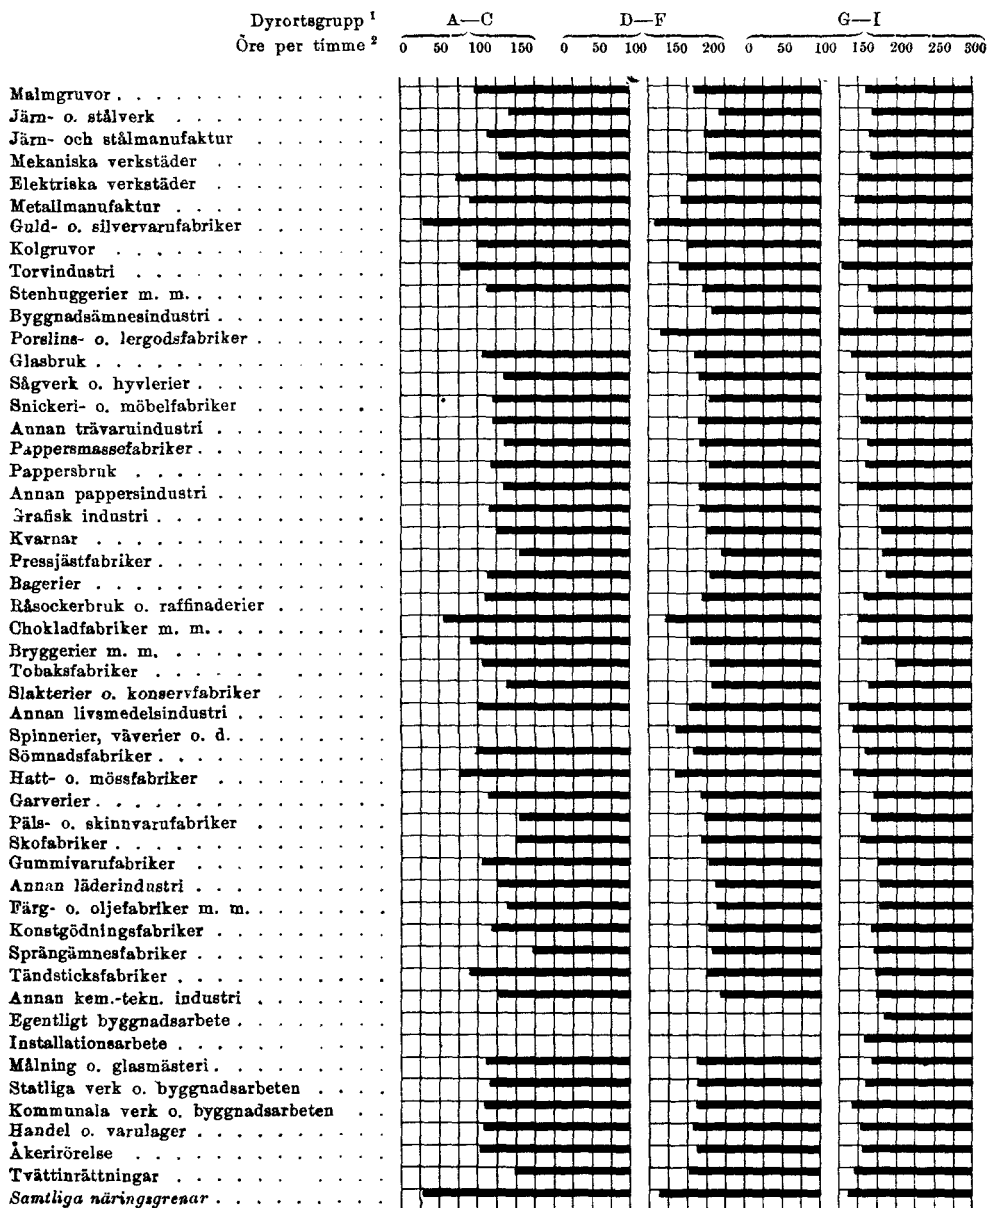 Dyrortsgrupp ¹ A—C D—F G—I
Öre per timme ² 0 50 100 150 0 50 100 150 200 0 50 100 150 200 250 300
Malmgruvor
Järn- o. stålverk
Järn- och stålmanufaktur
Mekaniska verkstäder
Elektriska verkstäder
Metallmanufaktur
Guld- o. silvervarufabriker
Kolgruvor
Torvindustri
Stenhuggerier m. m.
Byggnadsämnesindustri
Porslins- o. lergodsfabriker
Glasbruk
Sågverk o. hyvlerier
Snickeri- o. möbelfabriker
Annan trävaruindustri
Pappersmassefabriker
Pappersbruk
Annan pappersindustri
Grafisk industri
Kvarnar
Pressjästfabriker
Bagerier
Råsockerbruk o. raffinaderier
Chokladfabriker m. m.
Bryggerier m. m.
Tobaksfabriker
Slakterier o. konservfabriker
Annan livsmedelsindustri
Spinnerier, väverier o. d.
Sömnadsfabriker
Hatt- o. mössfabriker
Garverier
Päls- o. skinnvarufabriker
Skofabriker
Gummivarufabriker
Annan läderindustri
Färg- o. oljefabriker m. m.
Konstgödningsfabriker
Sprängämnesfabriker
Tändsticksfabriker
Annan kem.-tekn. industri
Egentligt byggnadsarbete
Installationsarbete
Målning o. glasmästeri
Statliga verk o. byggnadsarbeten
Kommunala verk o. byggnadsarbeten
Handel o. varulager
Åkerirörelse
Tvättinrättningar
Samtliga näringsgrenar